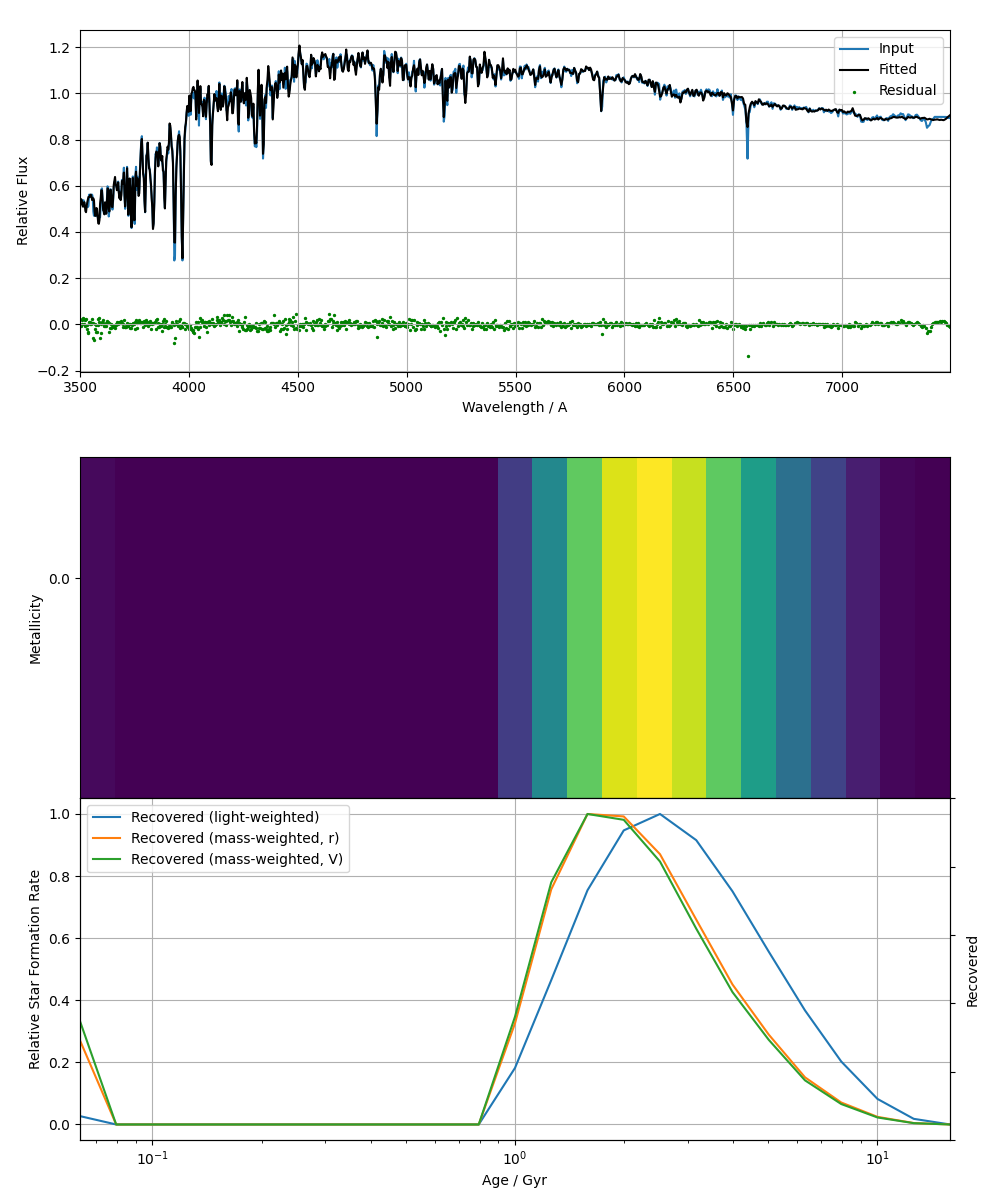 1.2
1.0
0.8
0.6
0.4
0.2
0.0
−0.2
Relative Flux
Input
Fitted
Residual
3500 4000 4500 5000 5500 6000 6500 7000
Wavelength / A
0.0
Metallicity
1.0
0.8
0.6
0.4
0.2
0.0
Relative Star Formation Rate
Recovered (light-weighted)
Recovered (mass-weighted, r)
Recovered (mass-weighted, V)
Recovered
10⁻¹ 10⁰ 10¹
Age / Gyr